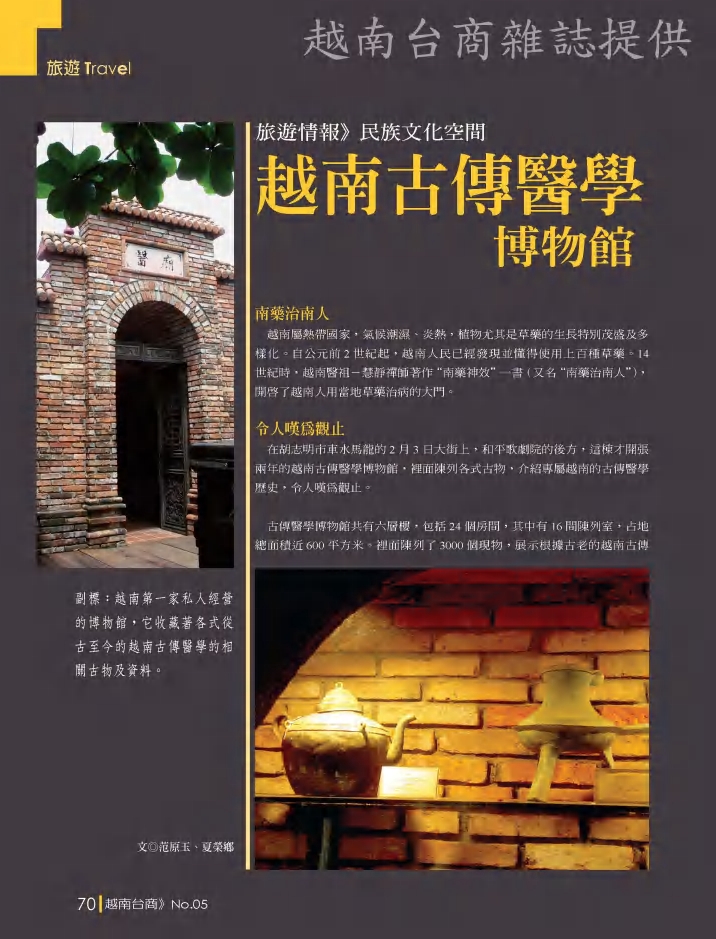 越南台商雜誌提供
旅遊 Travel
旅遊情報》民族文化空間
越南古傳醫學
博物館
南藥治南人
越南屬熱帶國家，氣候潮濕、炎熱，植物尤其是草藥的生長特別茂盛及多
樣化。自公元前 2 世紀起，越南人民已經發現並懂得使用上百種草藥。14
世紀時，越南醫祖－慧靜禪師著作“南藥神效”一書（又名“南藥治南人”），
開啓了越南人用當地草藥治病的大門。
令人嘆爲觀止
在胡志明市車水馬龍的 2 月 3 日大街上，和平歌劇院的後方，這棟才開張
兩年的越南古傳醫學博物館，裡面陳列各式古物，介紹專屬越南的古傳醫學
歷史，令人嘆爲觀止。
古傳醫學博物館共有六層樓，包括 24 個房間，其中有 16 間陳列室，占地
總面積近 600 平方米。裡面陳列了 3000 個現物，展示根據古老的越南古傳
醫廟
副標：越南第一家私人經營
的博物館，它收藏著各式從
古至今的越南古傳醫學的相
關古物及資料。
文◎范原玉、夏榮鄉
70 越南台商》No.05